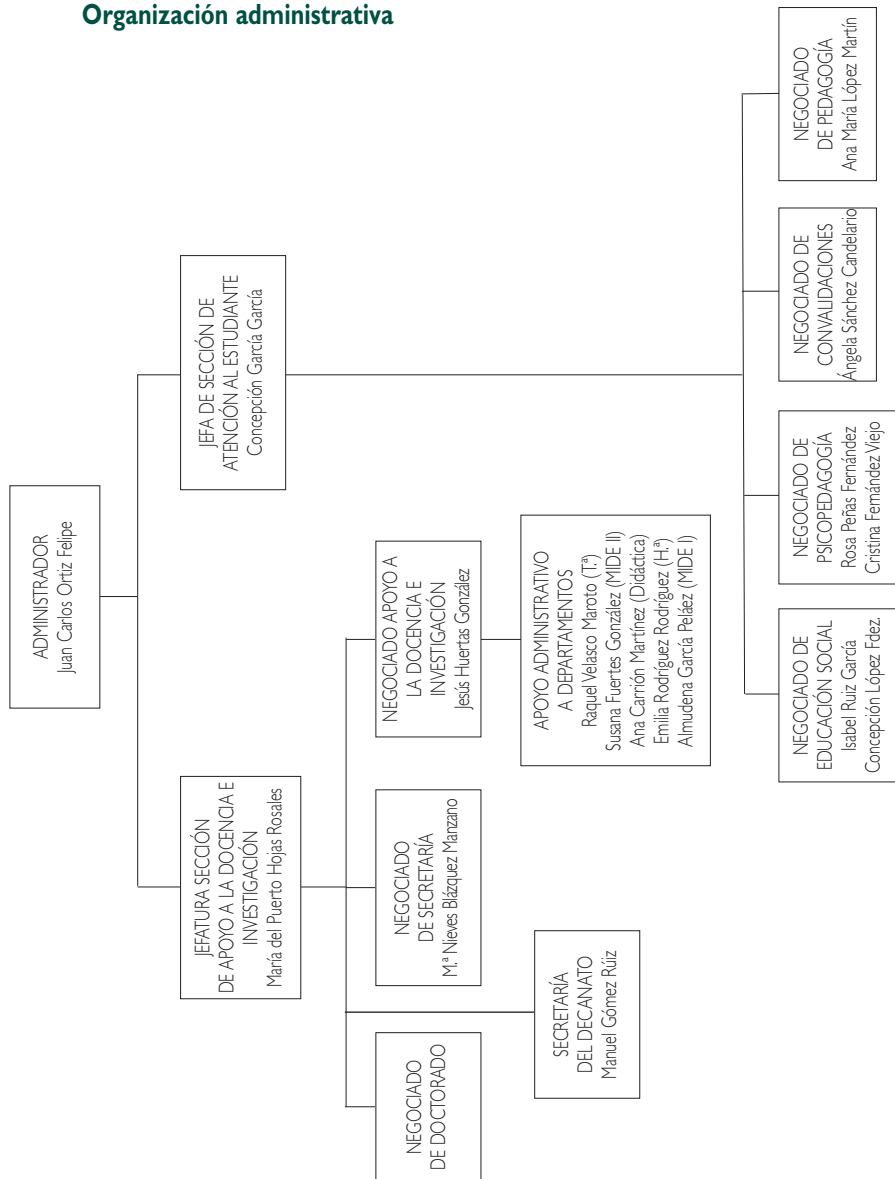 Organización administrativa
ADMINISTRADOR
Juan Carlos Ortiz Felipe
JEFATURA SECCIÓN
DE APOYO A LA DOCENCIA E
INVESTIGACIÓN
María del Puerto Hojas Rosales
JEFA DE SECCIÓN DE
ATENCIÓN AL ESTUDIANTE
Concepción García García
NEGOCIADO
DE DOCTORADO
SECRETARÍA
DEL DECANATO
Manuel Gómez Rúiz
NEGOCIADO
DE SECRETARÍA
M.ª Nieves Blázquez Manzano
NEGOCIADO APOYO A
LA DOCENCIA E
INVESTIGACIÓN
Jesús Huertas González
APOYO ADMINISTRATIVO
A DEPARTAMENTOS
Raquel Velasco Maroto (T.ª)
Susana Fuertes González (MIDE II)
Ana Carrión Martínez (Didáctica)
Emilia Rodríguez Rodríguez (H.ª)
Almudena García Peláez (MIDE I)
NEGOCIADO DE
EDUCACIÓN SOCIAL
Isabel Ruiz García
Concepción López Fdez.
NEGOCIADO DE
PSICOPEDAGOGÍA
Rosa Peñas Fernández
Cristina Fernández Viejo
NEGOCIADO DE
CONVALIDACIONES
Ángela Sánchez Candelario
NEGOCIADO
DE PEDAGOGÍA
Ana María López Martín